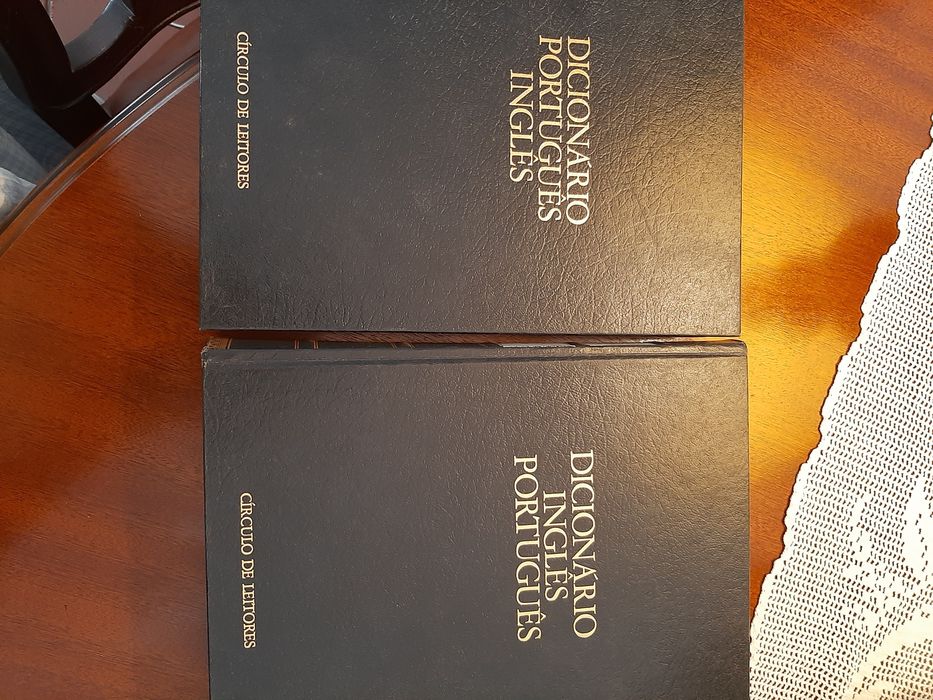 DICIONÁRIO
PORTUGUÊS
INGLÊS
CÍRCULO DE LEITORES
DICIONÁRIO
INGLÊS
PORTUGUÊS
CÍRCULO DE LEITORES